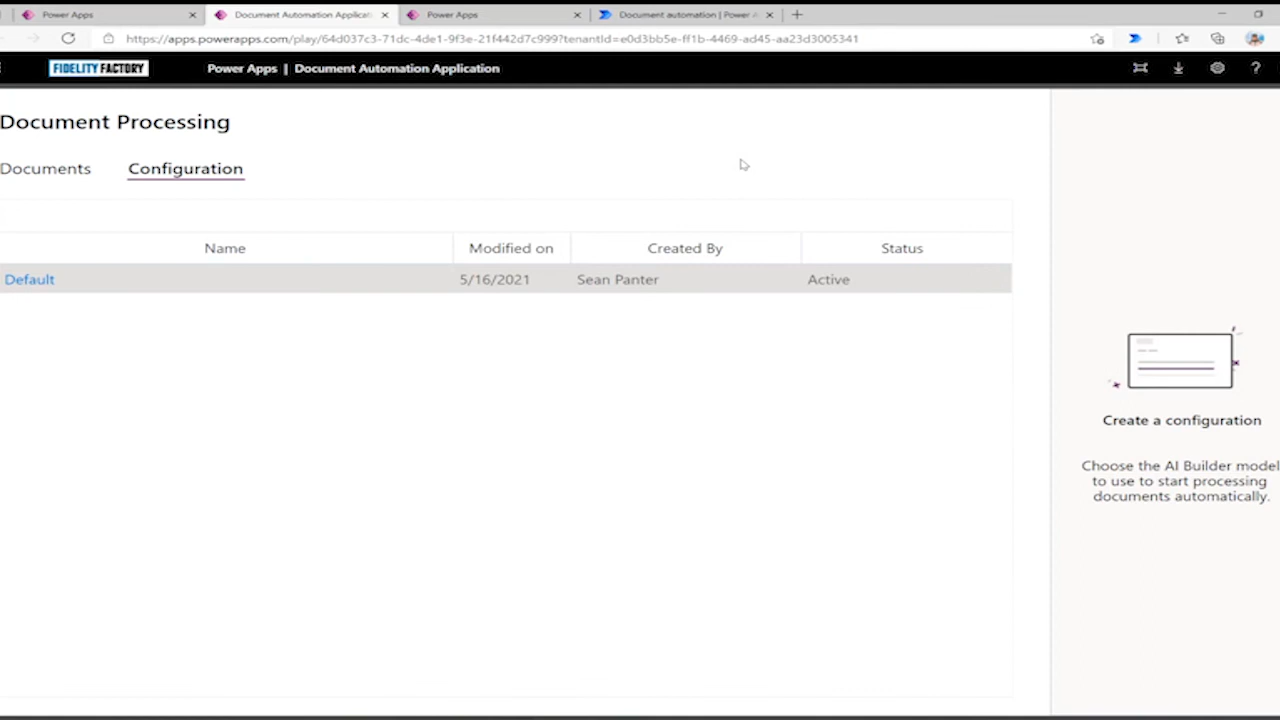 Power Apps
Document Automation Applicat
Power Apps
Document automation | Power A
https://apps.powerapps.com/play/64d037c3-71dc-4de1-9f3e-21f442d7c999?tenantId=e0d3bb5e-ff1b-4469-ad45-aa23d3005341
FIDELITY FACTORY
Power Apps | Document Automation Application
?
Document Processing
Documents
Configuration
Name
Modified on
Created By
Status
Default
5/16/2021
Sean Panter
Active
Create a configuration
Choose the AI Builder model
to use to start processing
documents automatically.